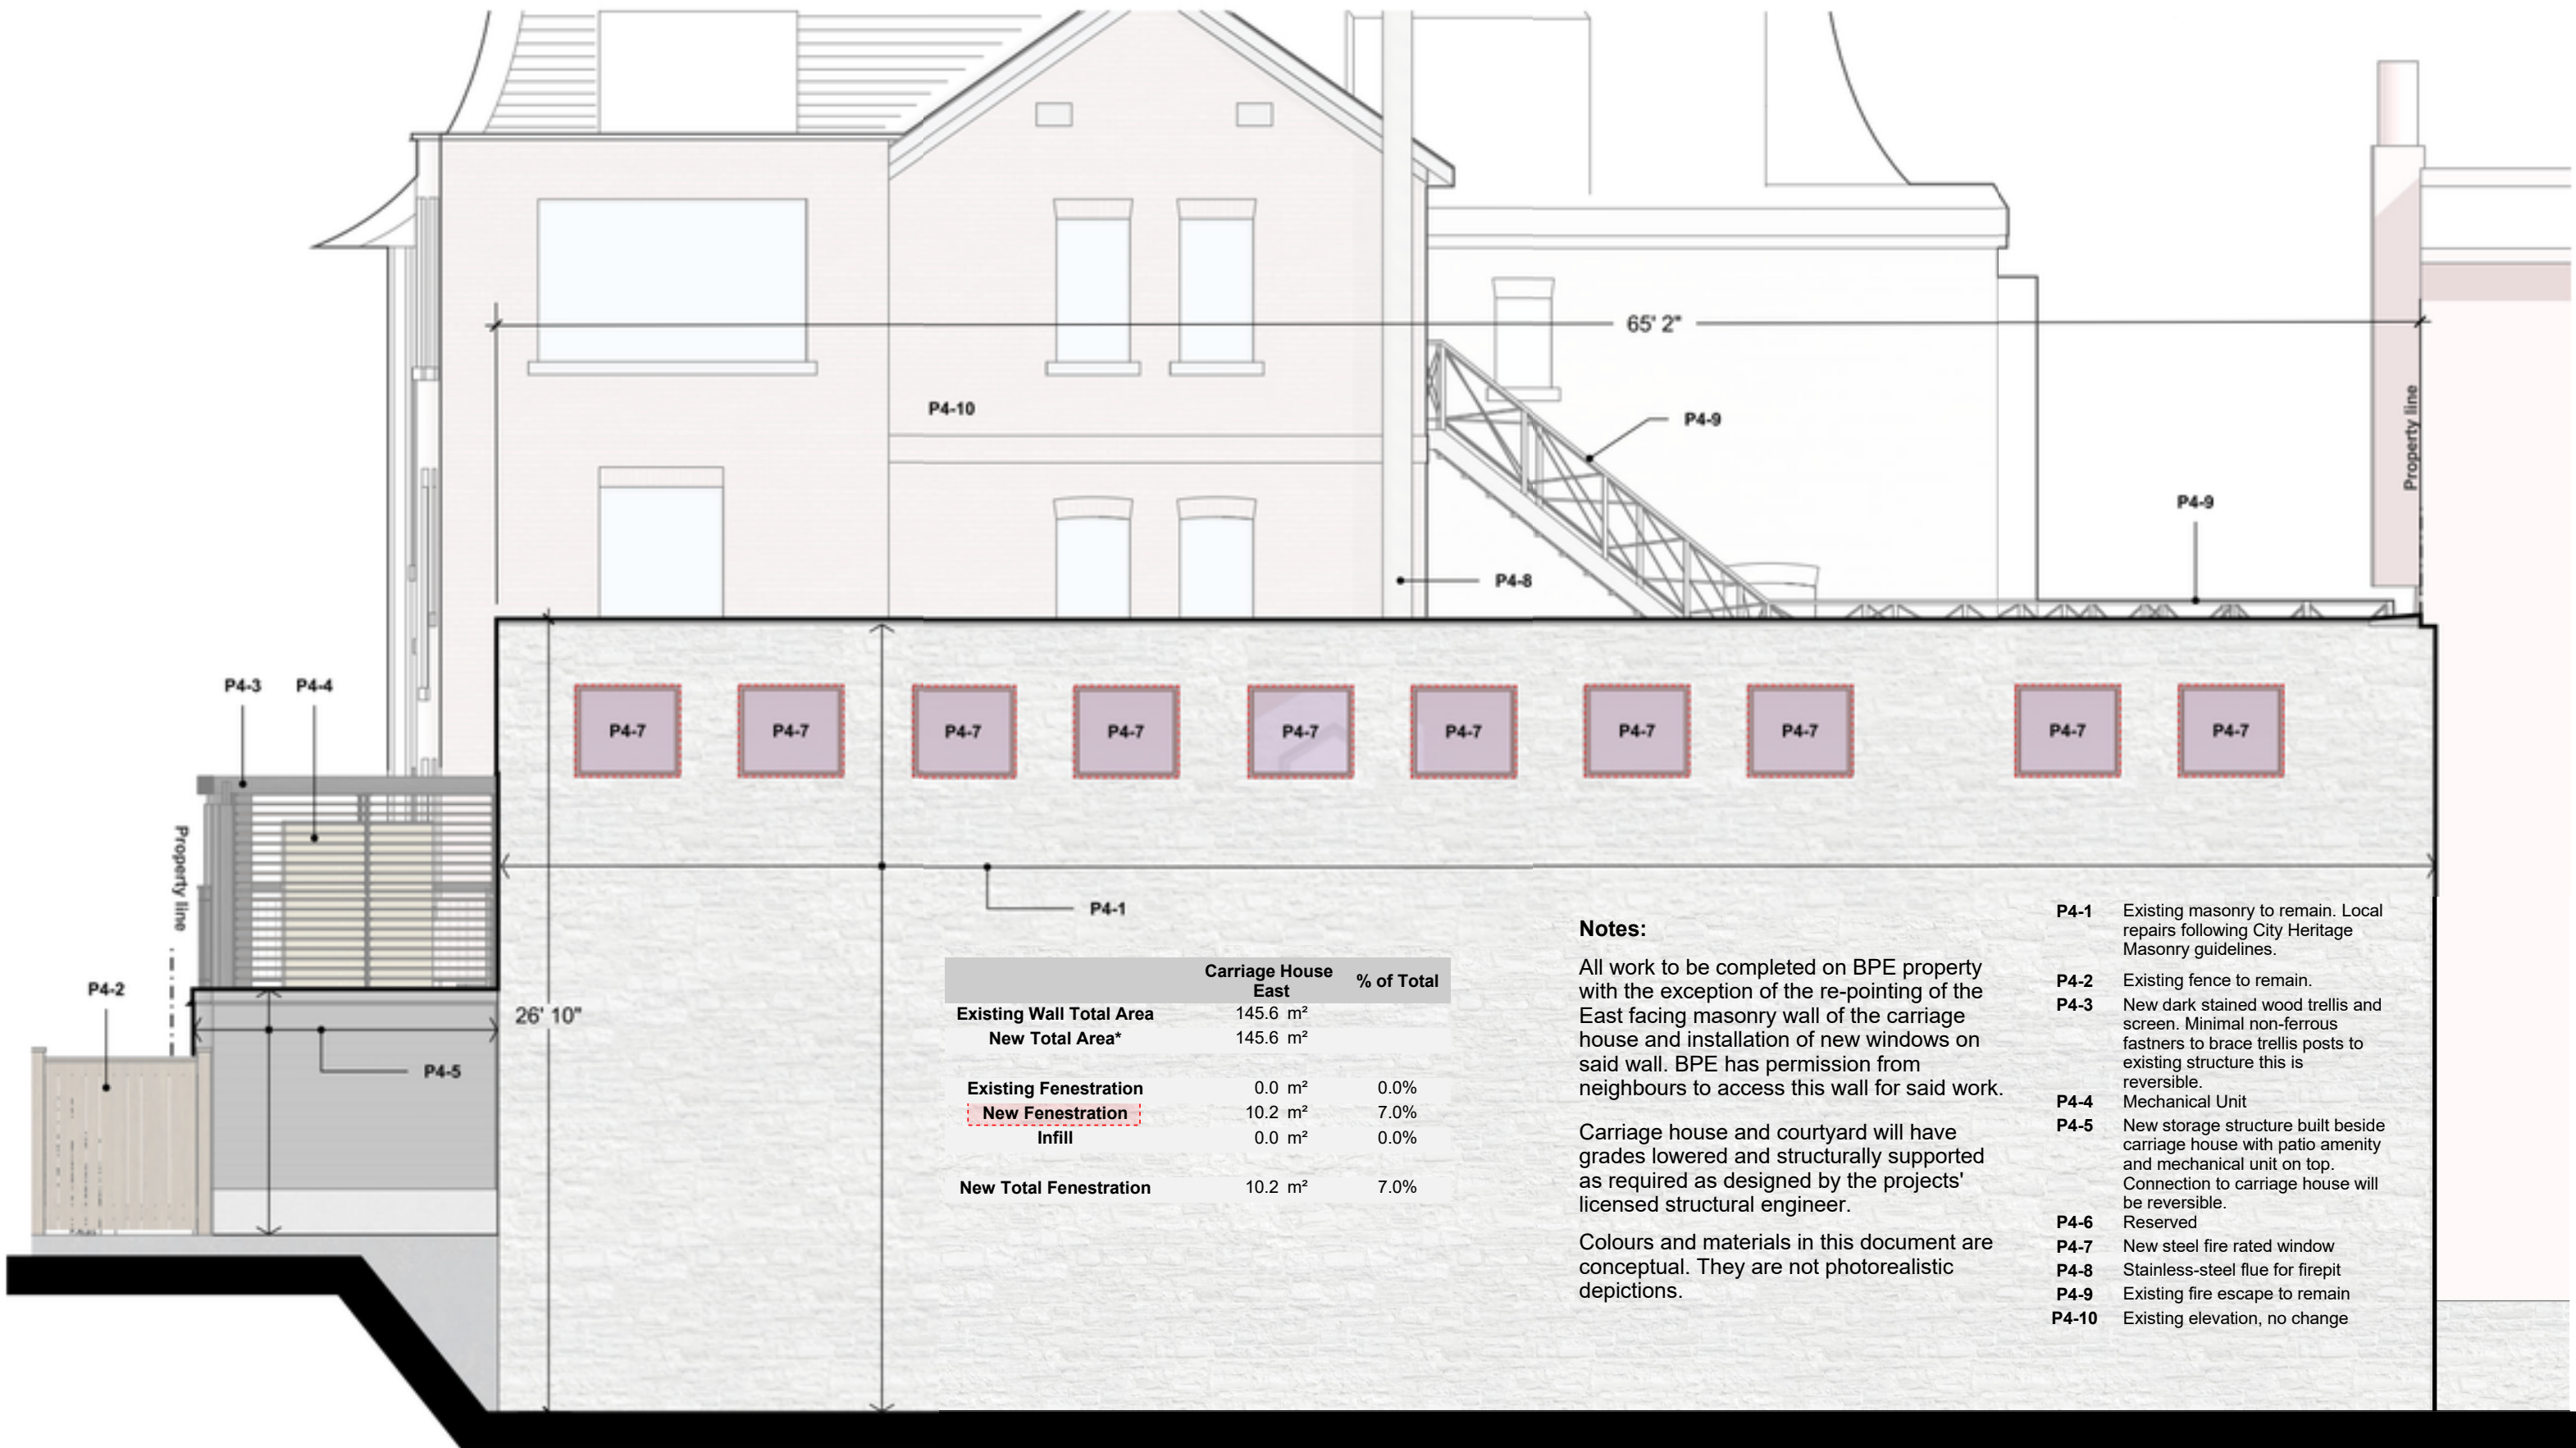 65' 2"
P4-10
P4-9
Property line
P4-9
P4-8
P4-3
P4-4
P4-7
P4-7
P4-7
P4-7
P4-7
P4-7
P4-7
P4-7
P4-7
P4-7
Property line
P4-1
P4-2
26' 10"
P4-5
Carriage House
East
% of Total
Existing Wall Total Area 145.6 m²
New Total Area* 145.6 m²
Existing Fenestration 0.0 m² 0.0%
New Fenestration 10.2 m² 7.0%
Infill 0.0 m² 0.0%
New Total Fenestration 10.2 m² 7.0%
Notes:
All work to be completed on BPE property
with the exception of the re-pointing of the
East facing masonry wall of the carriage
house and installation of new windows on
said wall. BPE has permission from
neighbours to access this wall for said work.
Carriage house and courtyard will have
grades lowered and structurally supported
as required as designed by the projects'
licensed structural engineer.
Colours and materials in this document are
conceptual. They are not photorealistic
depictions.
P4-1 Existing masonry to remain. Local
repairs following City Heritage
Masonry guidelines.
P4-2 Existing fence to remain.
P4-3 New dark stained wood trellis and
screen. Minimal non-ferrous
fastners to brace trellis posts to
existing structure this is
reversible.
P4-4 Mechanical Unit
P4-5 New storage structure built beside
carriage house with patio amenity
and mechanical unit on top.
Connection to carriage house will
be reversible.
P4-6 Reserved
P4-7 New steel fire rated window
P4-8 Stainless-steel flue for firepit
P4-9 Existing fire escape to remain
P4-10 Existing elevation, no change